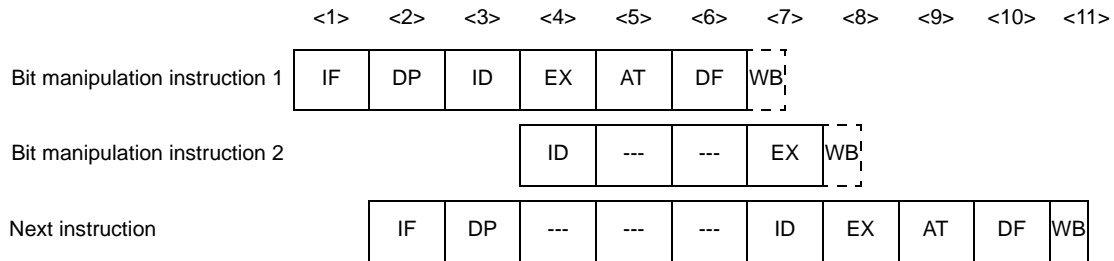 <1> <2> <3> <4> <5> <6> <7> <8> <9> <10> <11>
Bit manipulation instruction 1 IF DP ID EX AT DF WB
Bit manipulation instruction 2 ID --- --- EX WB
Next instruction IF DP --- --- --- ID EX AT DF WB